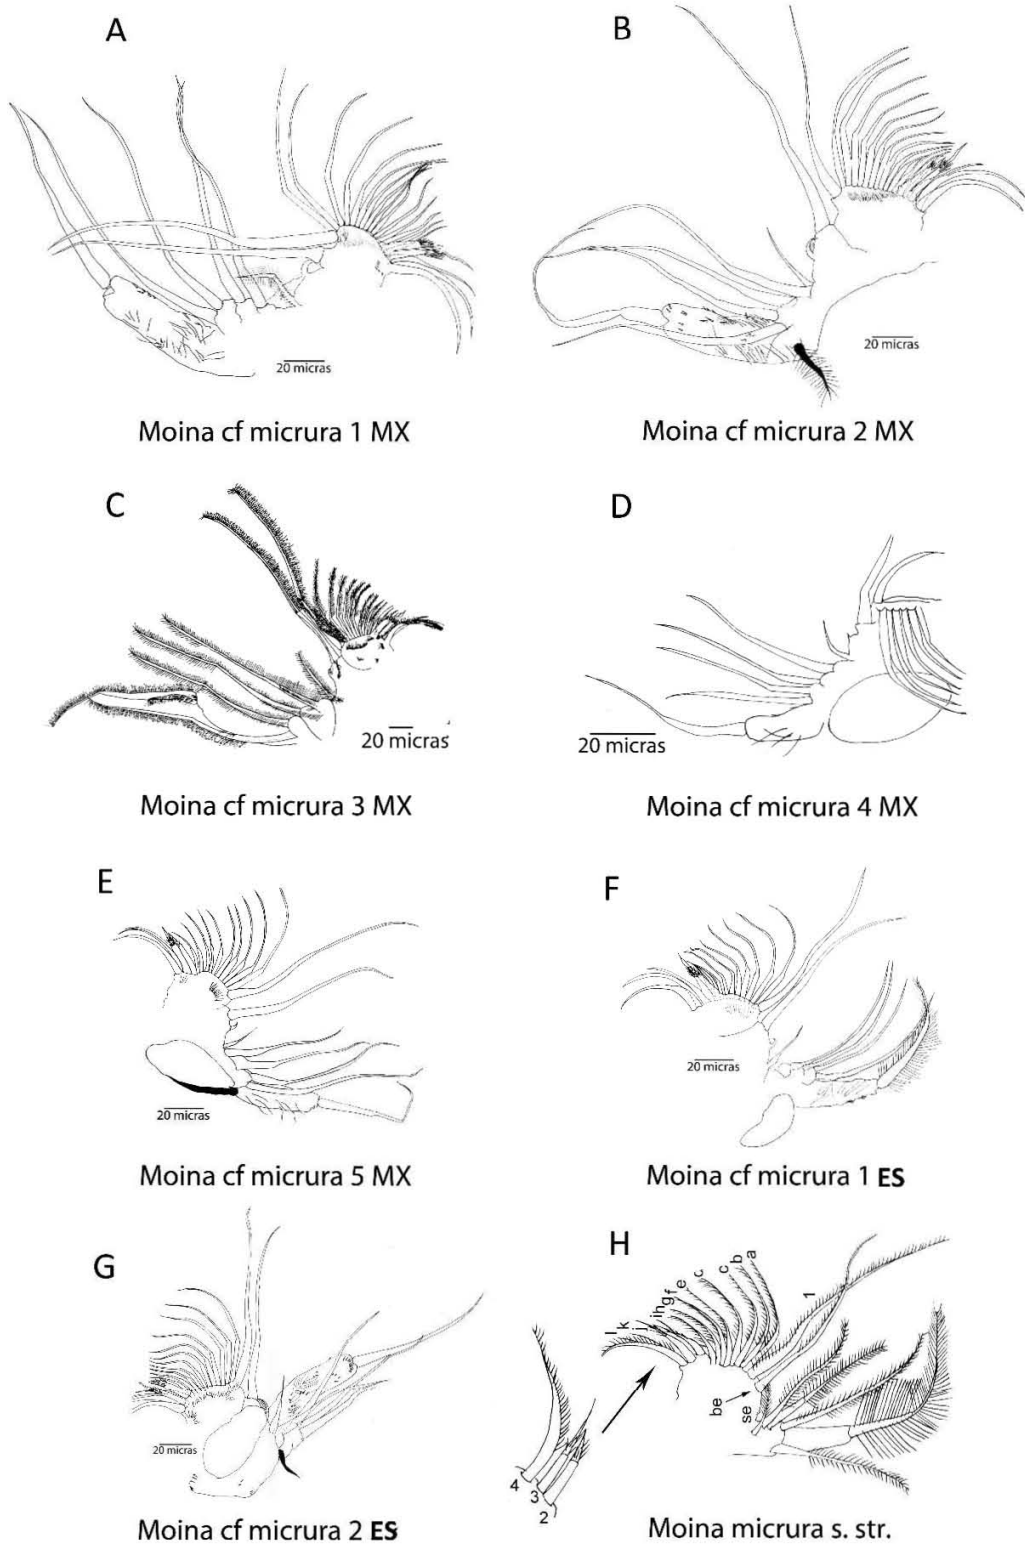 A
B
20 micras
20 micras
Moina cf micrura 1 MX
Moina cf micrura 2 MX
C
D
20 micras
20 micras
Moina cf micrura 3 MX
Moina cf micrura 4 MX
E
F
20 micras
20 micras
Moina cf micrura 5 MX
Moina cf micrura 1 ES
G
H
20 micras
l k j i h g f e c c b a
1
be
se
4
3
2
Moina cf micrura 2 ES
Moina micrura s. str.